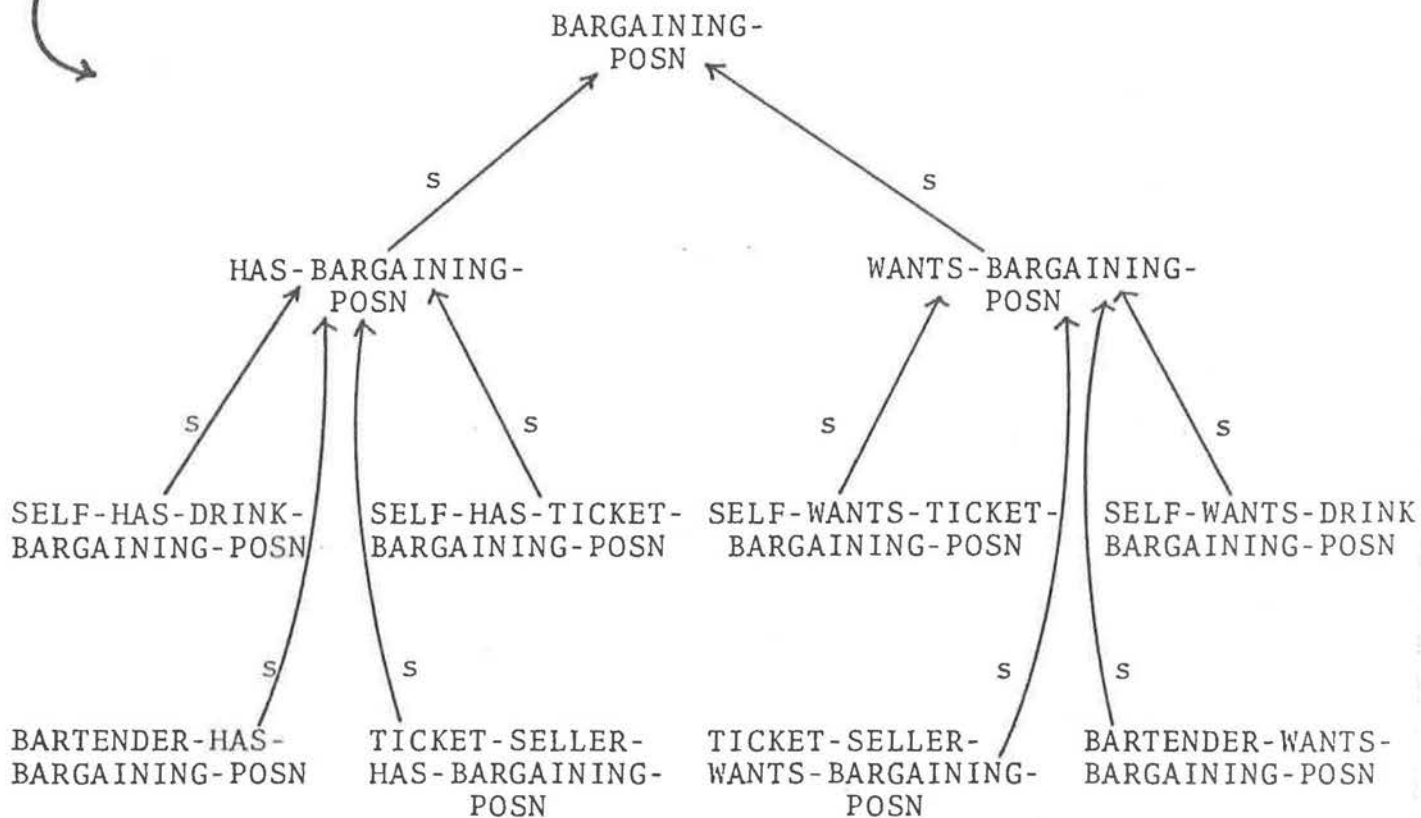 BARGAINING-
POSN
s
s
HAS-BARGAINING-
POSN
WANTS-BARGAINING-
POSN
s
s
s
s
SELF-HAS-DRINK-
BARGAINING-POSN
SELF-HAS-TICKET-
BARGAINING-POSN
SELF-WANTS-TICKET-
BARGAINING-POSN
SELF-WANTS-DRINK
BARGAINING-POSN
s
s
s
s
BARTENDER-HAS-
BARGAINING-POSN
TICKET-SELLER-
HAS-BARGAINING-
POSN
TICKET-SELLER-
WANTS-BARGAINING-
POSN
BARTENDER-WANTS-
BARGAINING-POSN